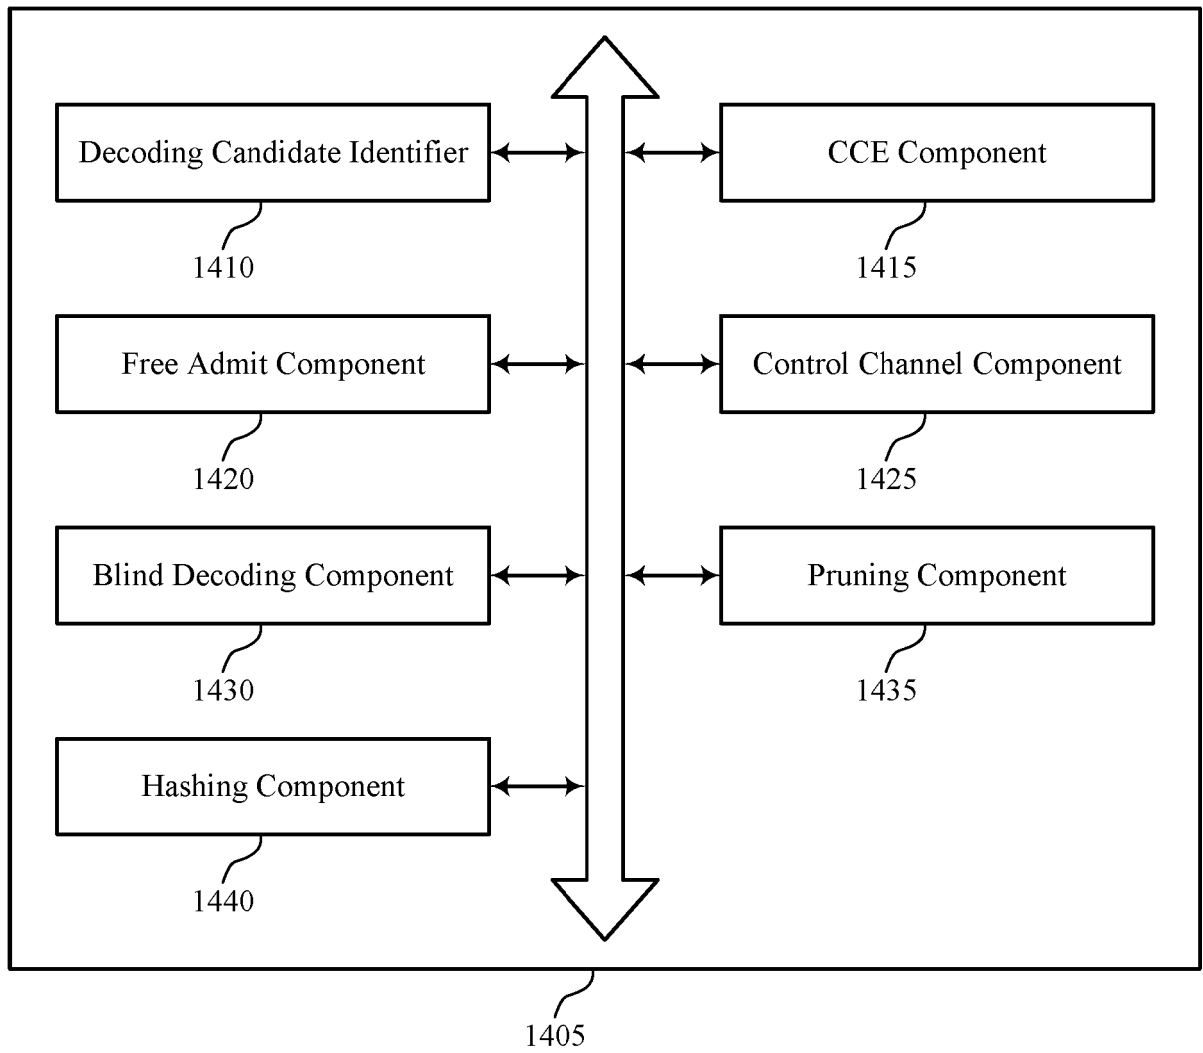 Decoding Candidate Identifier
CCE Component
1410
1415
Free Admit Component
Control Channel Component
1420
1425
Blind Decoding Component
Pruning Component
1430
1435
Hashing Component
1440
1405